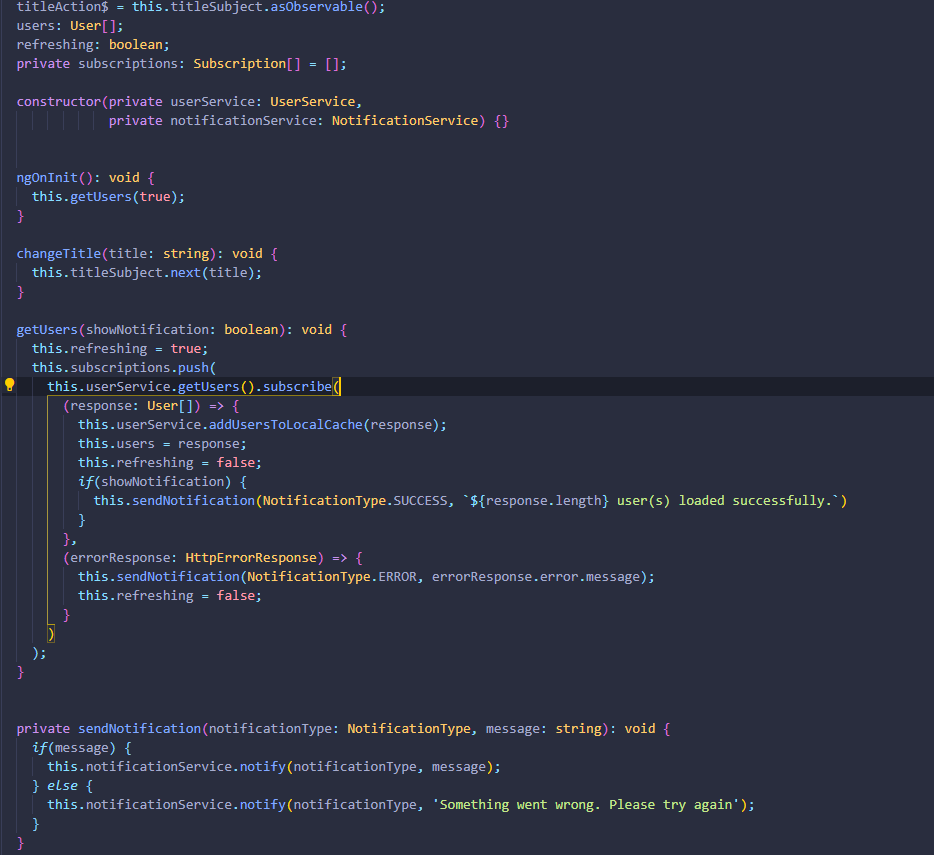 titleAction$ = this.titleSubject.asObservable();
users: User[];
refreshing: boolean;
private subscriptions: Subscription[] = [];
constructor(private userService: UserService,
private notificationService: NotificationService) {}
ngOnInit(): void {
this.getUsers(true);
}
changeTitle(title: string): void {
this.titleSubject.next(title);
}
getUsers(showNotification: boolean): void {
this.refreshing = true;
this.subscriptions.push(
this.userService.getUsers().subscribe(
(response: User[]) => {
this.userService.addUsersToLocalCache(response);
this.users = response;
this.refreshing = false;
if(showNotification) {
this.sendNotification(NotificationType.SUCCESS, `${response.length} user(s) loaded successfully.`)
}
},
(errorResponse: HttpErrorResponse) => {
this.sendNotification(NotificationType.ERROR, errorResponse.error.message);
this.refreshing = false;
}
)
);
}
private sendNotification(notificationType: NotificationType, message: string): void {
if(message) {
this.notificationService.notify(notificationType, message);
} else {
this.notificationService.notify(notificationType, 'Something went wrong. Please try again');
}
}